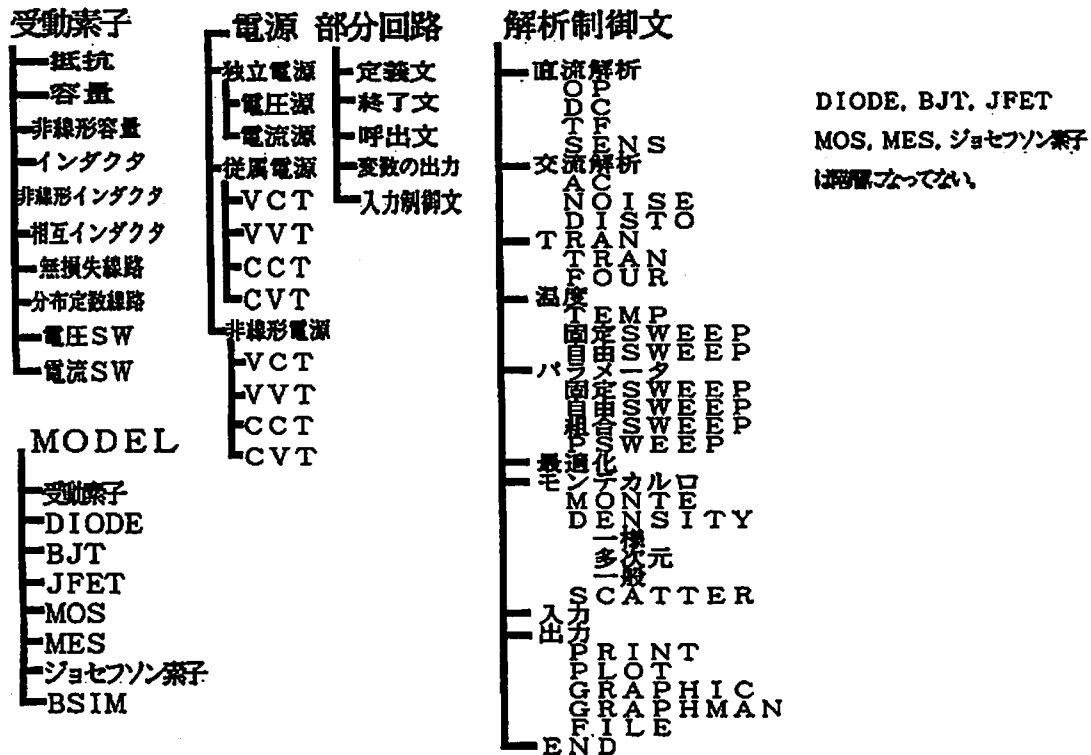 受動素子
抵抗
容量
非線形容量
インダクタ
非線形インダクタ
相互インダクタ
無損失線路
分布定数線路
電圧SW
電流SW
MODEL
受動素子
DIODE
BJT
JFET
MOS
MES
ジョセフソン素子
BSIM
電源
独立電源
電圧源
電流源
従属電源
VCT
VVT
CCT
CVT
非線形電源
VCT
VVT
CCT
CVT
部分回路
定義文
終了文
呼出文
変数の出力
入力制御文
解析制御文
直流解析
OP
DC
TF
SENS
交流解析
AC
NOISE
DISTO
TRAN
TRAN
FOUR
温度
TEMP
固定SWEEP
自由SWEEP
パラメータ
固定SWEEP
自由SWEEP
組合SWEEP
PSWEEP
最適化
モンテカルロ
MONTE
DENSITY
一様
多次元
一般
SCATTER
入力
出力
PRINT
PLOT
GRAPHIC
GRAPHMAN
FILE
END
DIODE, BJT, JFET
MOS, MES, ジョセフソン素子
は階層になってない。